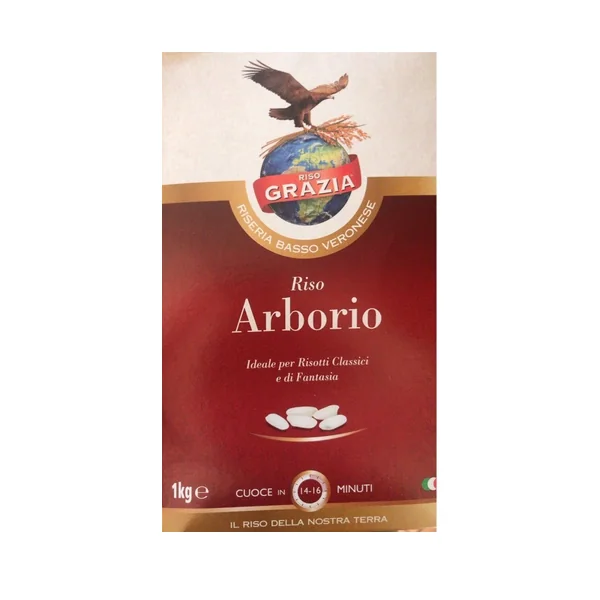 RISO
GRAZIA
RISERIA BASSO VERONESE
Riso
Arborio
Ideale per Risotti Classici
e di Fantasia
1kg e
CUOCE IN 14-16 MINUTI
IL RISO DELLA NOSTRA TERRA